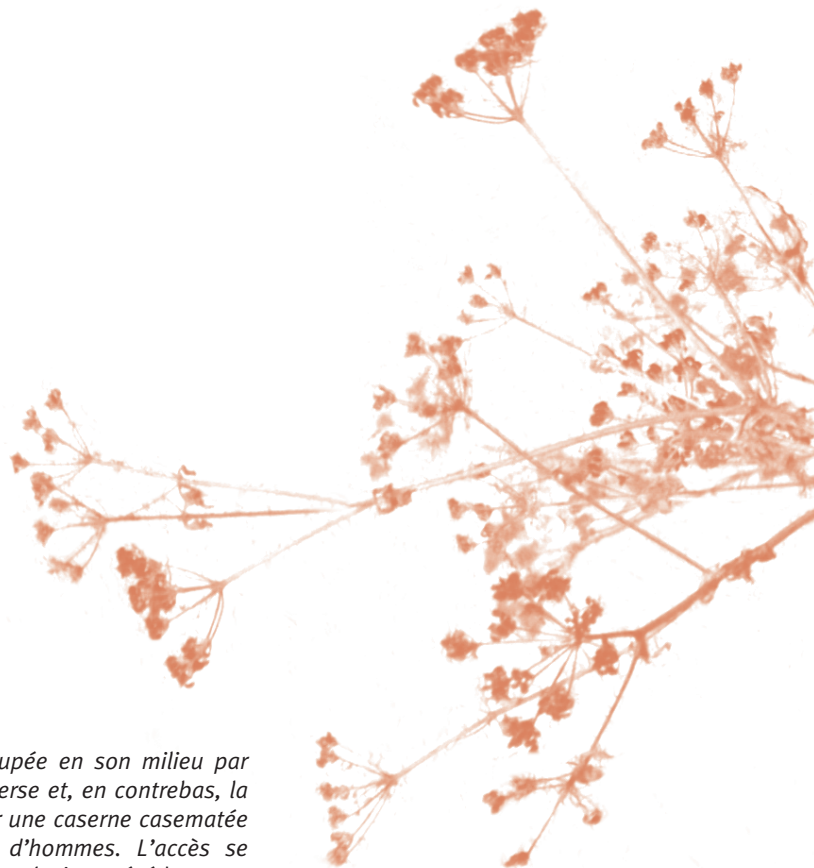 upée en son milieu par
erse et, en contrebas, la
r une caserne casematée
d'hommes. L'accès se